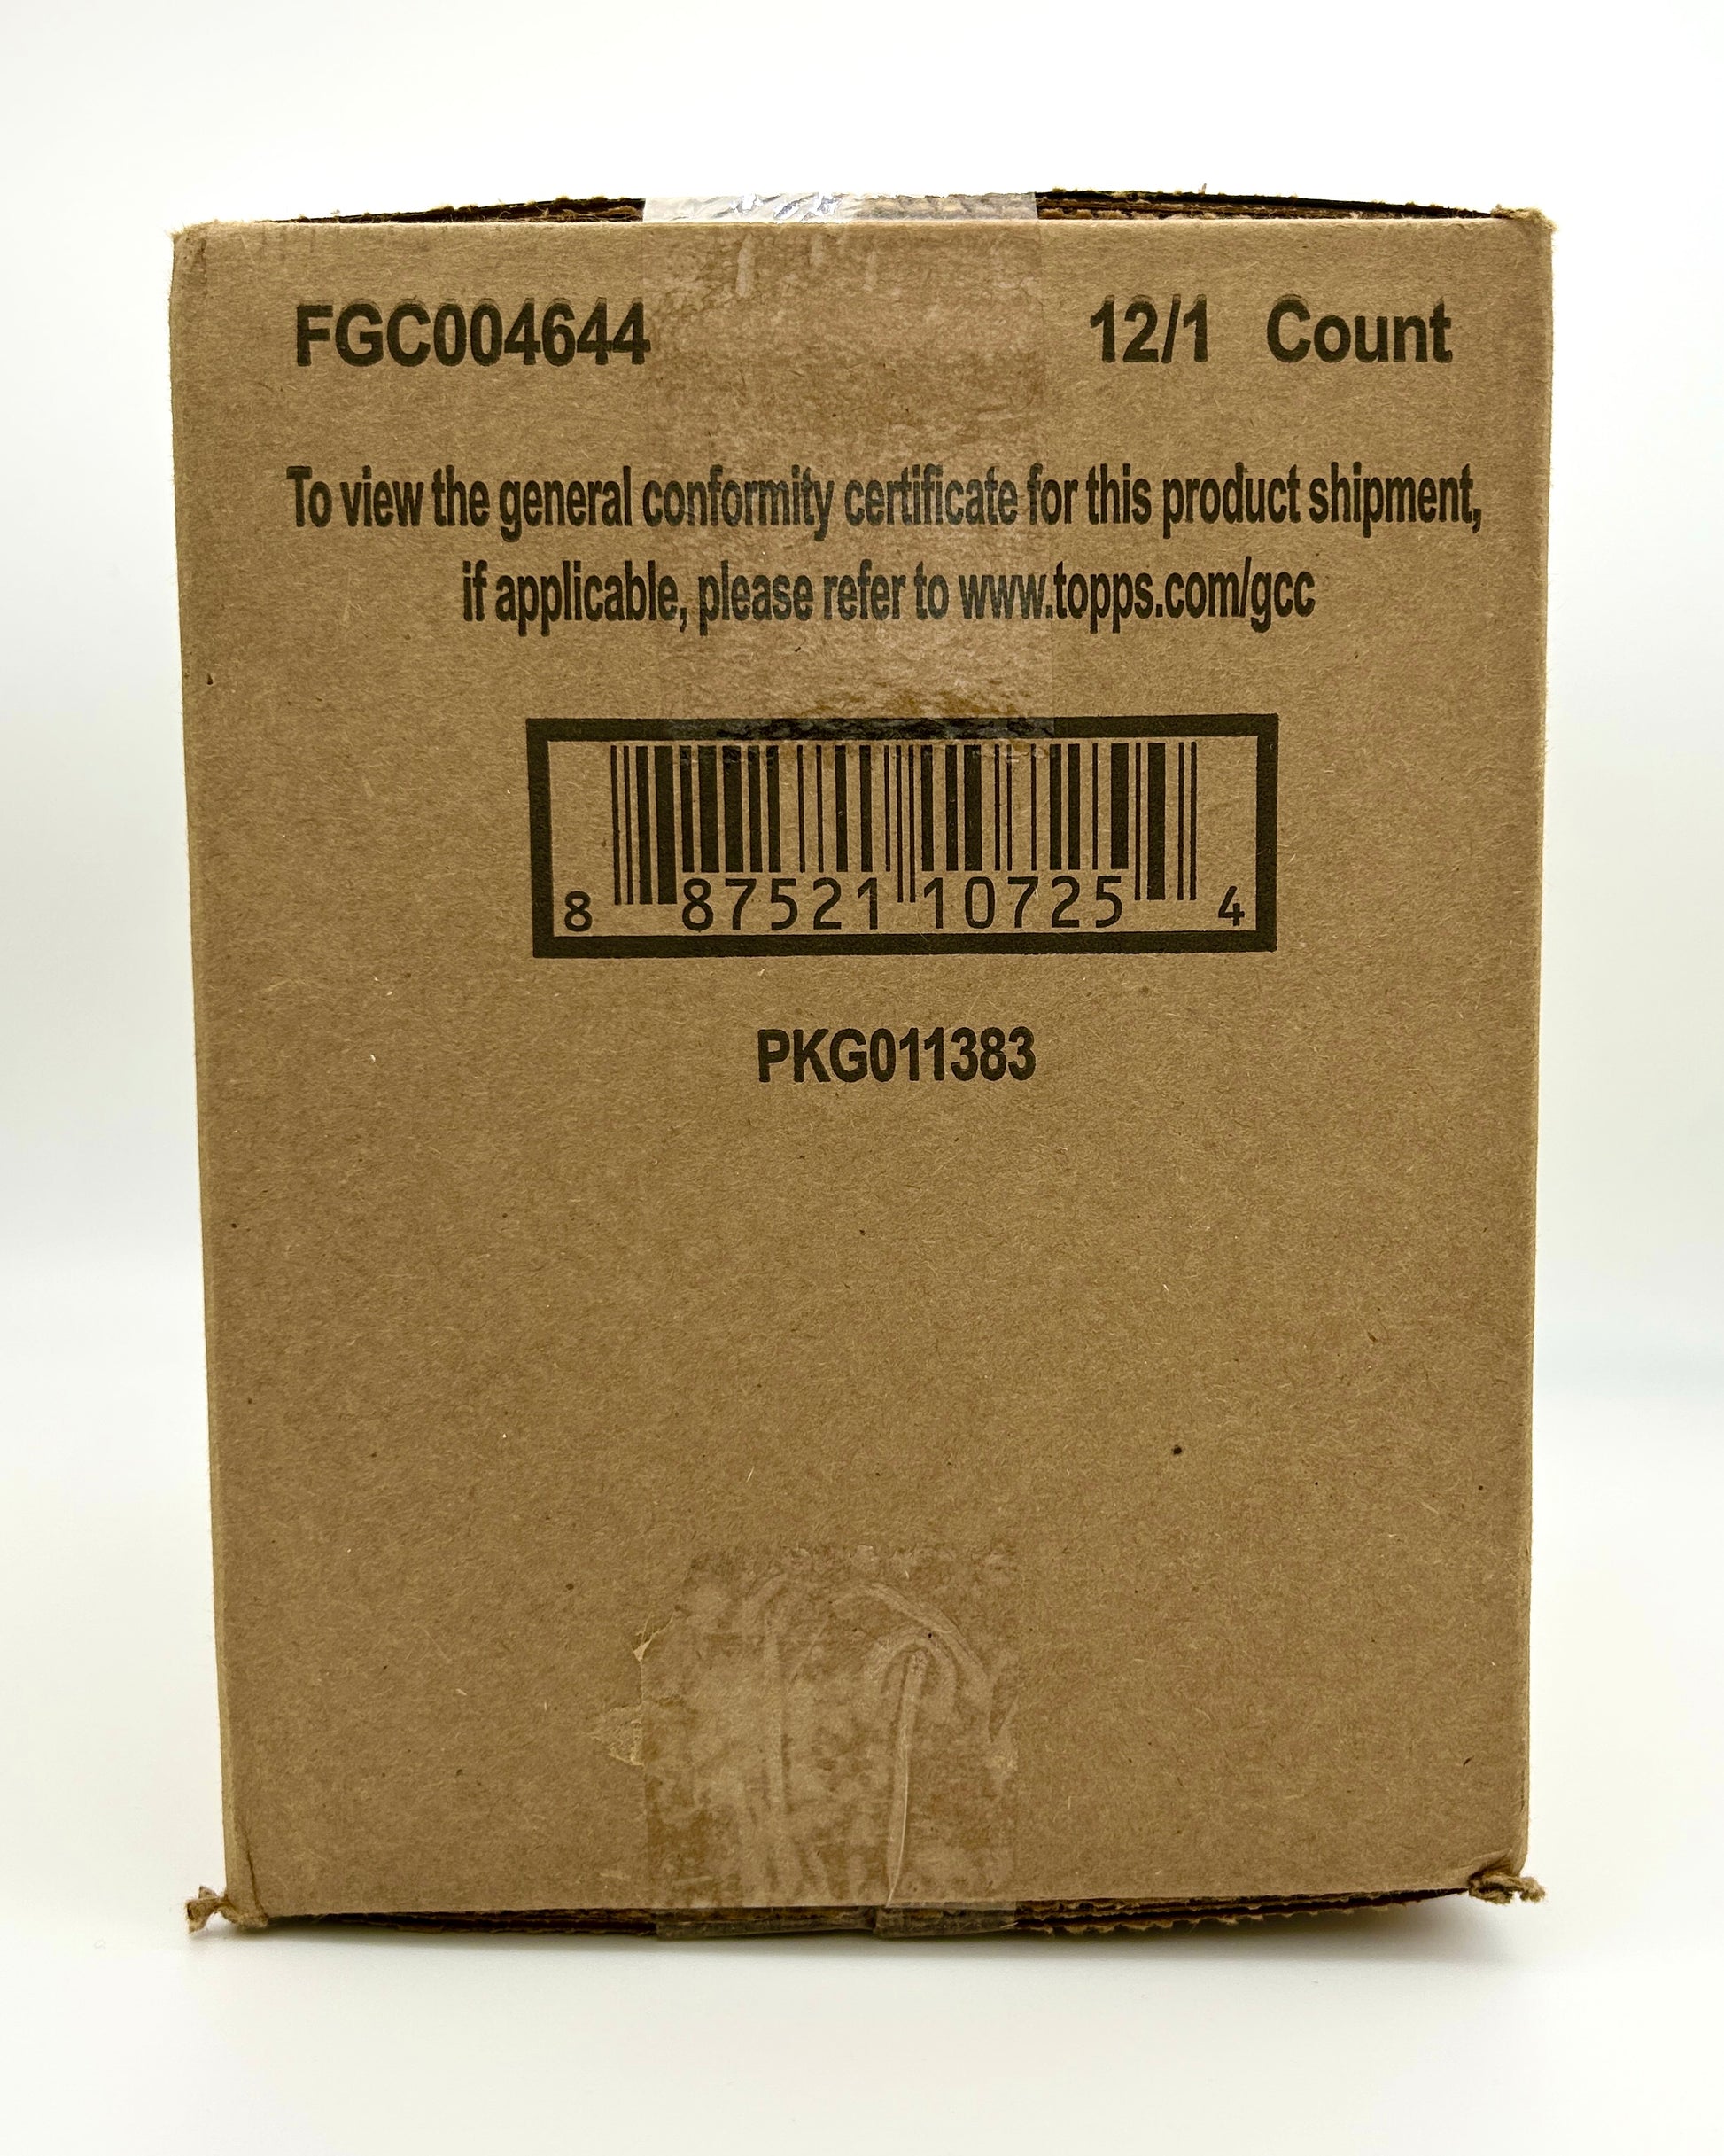 FGC004644 12/1 Count
To view the general conformity certificate for this product shipment,
if applicable, please refer to www.topps.com/gcc
8 87521 10725 4
PKG011383